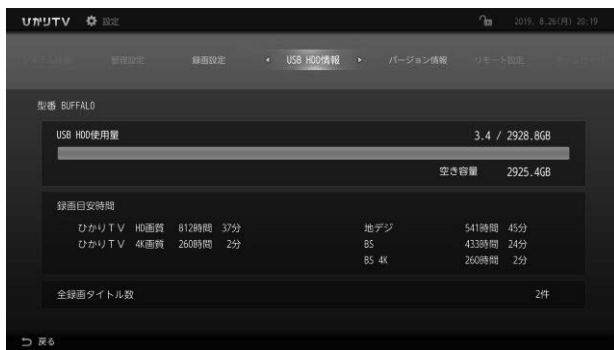 ひかりTV 設定 2019. 8.26(月) 20:19
録画設定 USB HDD情報 バージョン情報 リモート設定
型番 BUFFALO
USB HDD使用量 3.4 / 2928.8GB
空き容量 2925.4GB
録画目安時間
ひかりTV HD画質 812時間 37分 地デジ 541時間 45分
ひかりTV 4K画質 260時間 2分 BS 433時間 24分
BS 4K 260時間 2分
全録画タイトル数 2件
戻る